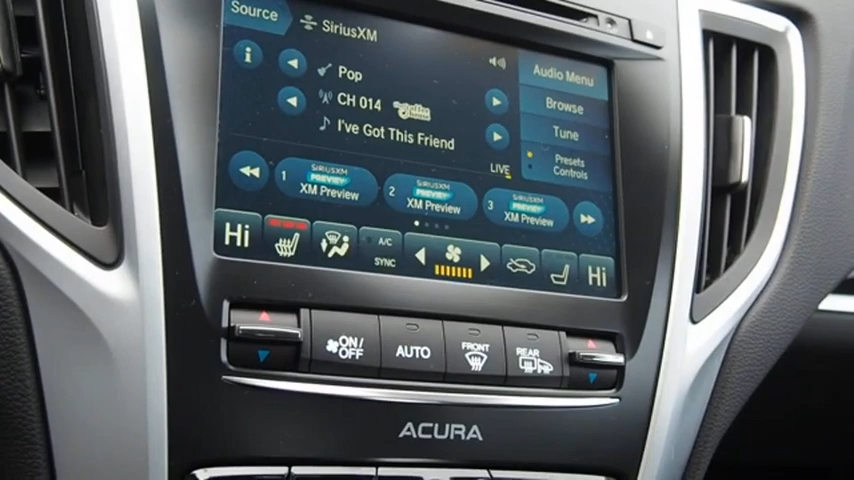 Source
SiriusXM
Audio Menu
Pop
Browse
CH 014
Tune
I've Got This Friend
Presets
Controls
LIVE
1 SIRIUSXM PREVIEW XM Preview
2 SIRIUSXM PREVIEW XM Preview
3 SIRIUSXM PREVIEW XM Preview
Hi
A/C
SYNC
Hi
ON/
OFF
AUTO
FRONT
REAR
ACURA